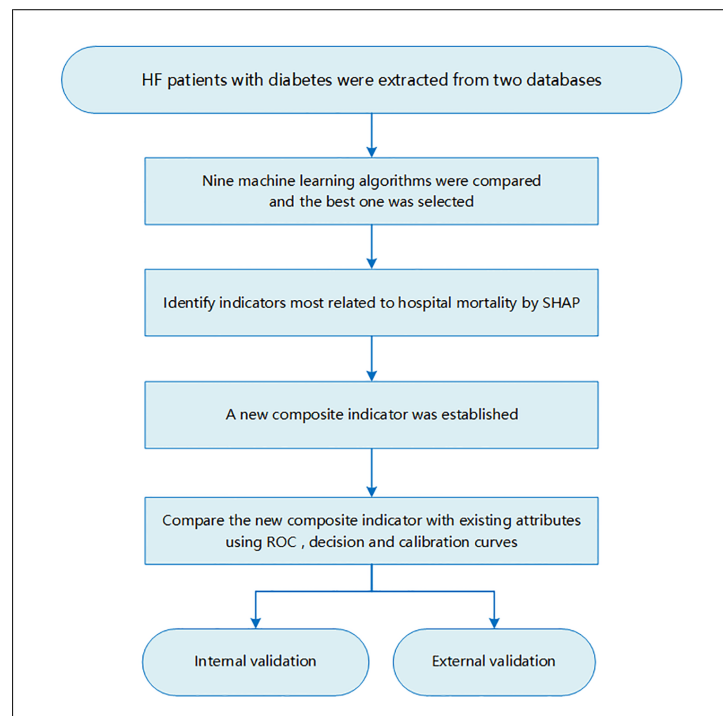 HF patients with diabetes were extracted from two databases
Nine machine learning algorithms were compared
and the best one was selected
Identify indicators most related to hospital mortality by SHAP
A new composite indicator was established
Compare the new composite indicator with existing attributes
using ROC , decision and calibration curves
Internal validation
External validation